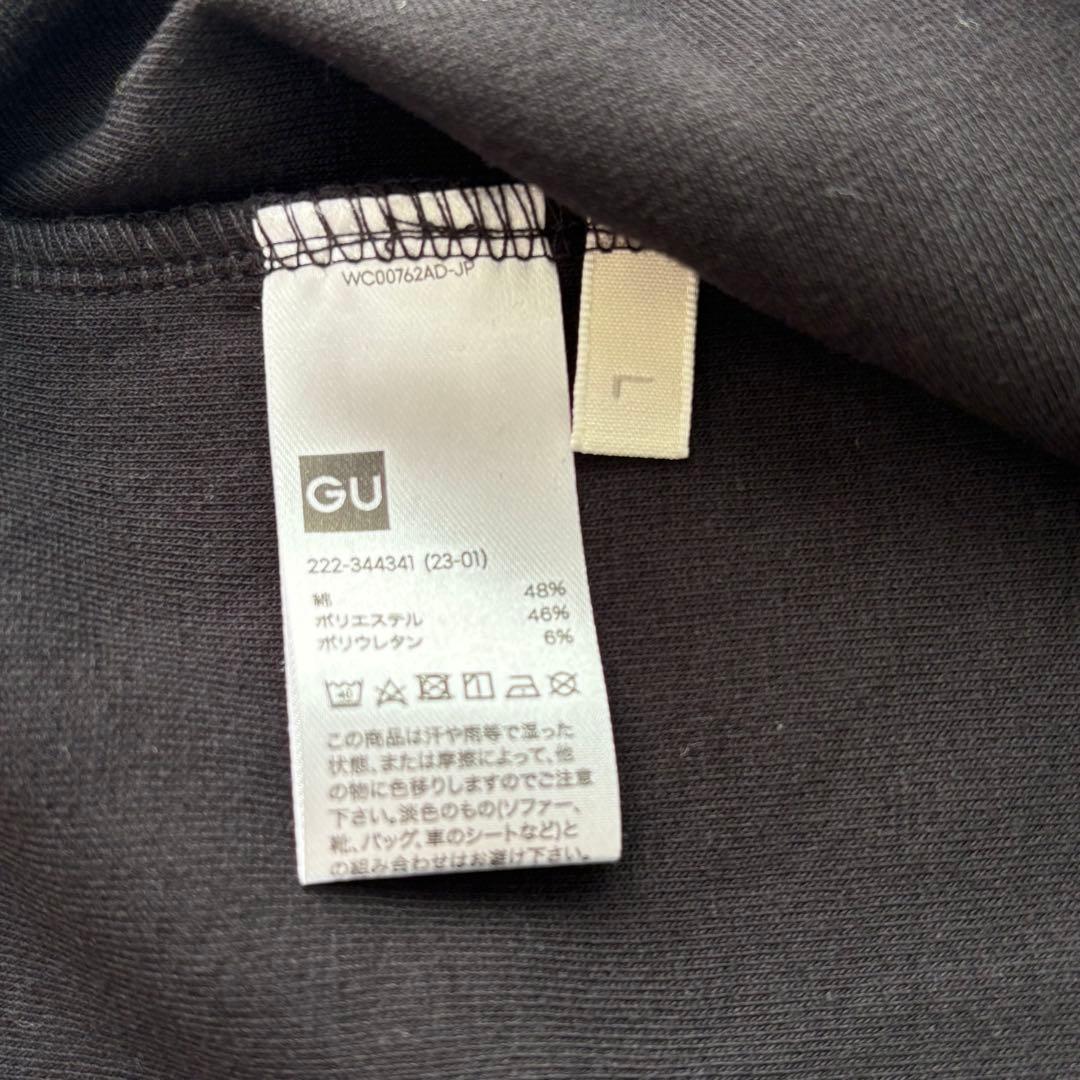 WC00762AD-JP
L
GU
222-344341 (23-01)
綿 48%
ポリエステル 46%
ポリウレタン 6%
40
この商品は汗や雨等で湿った
状態、または摩擦によって、他
の物に色移りしますのでご注意
下さい。淡色のもの(ソファー、
靴、バッグ、車のシートなど)と
の組み合わせはお避け下さい。